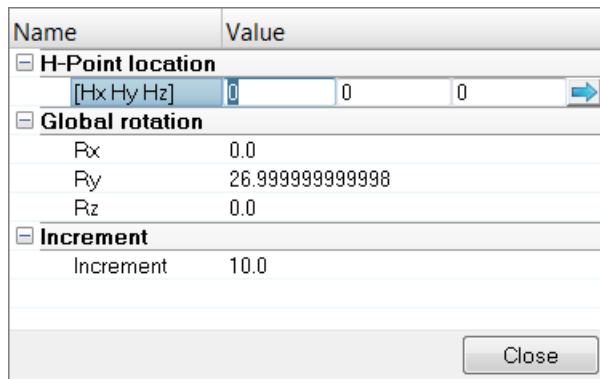 Name Value
H-Point location
[Hx Hy Hz] 0 0 0
Global rotation
Rx 0.0
Ry 26.999999999998
Rz 0.0
Increment
Increment 10.0
Close